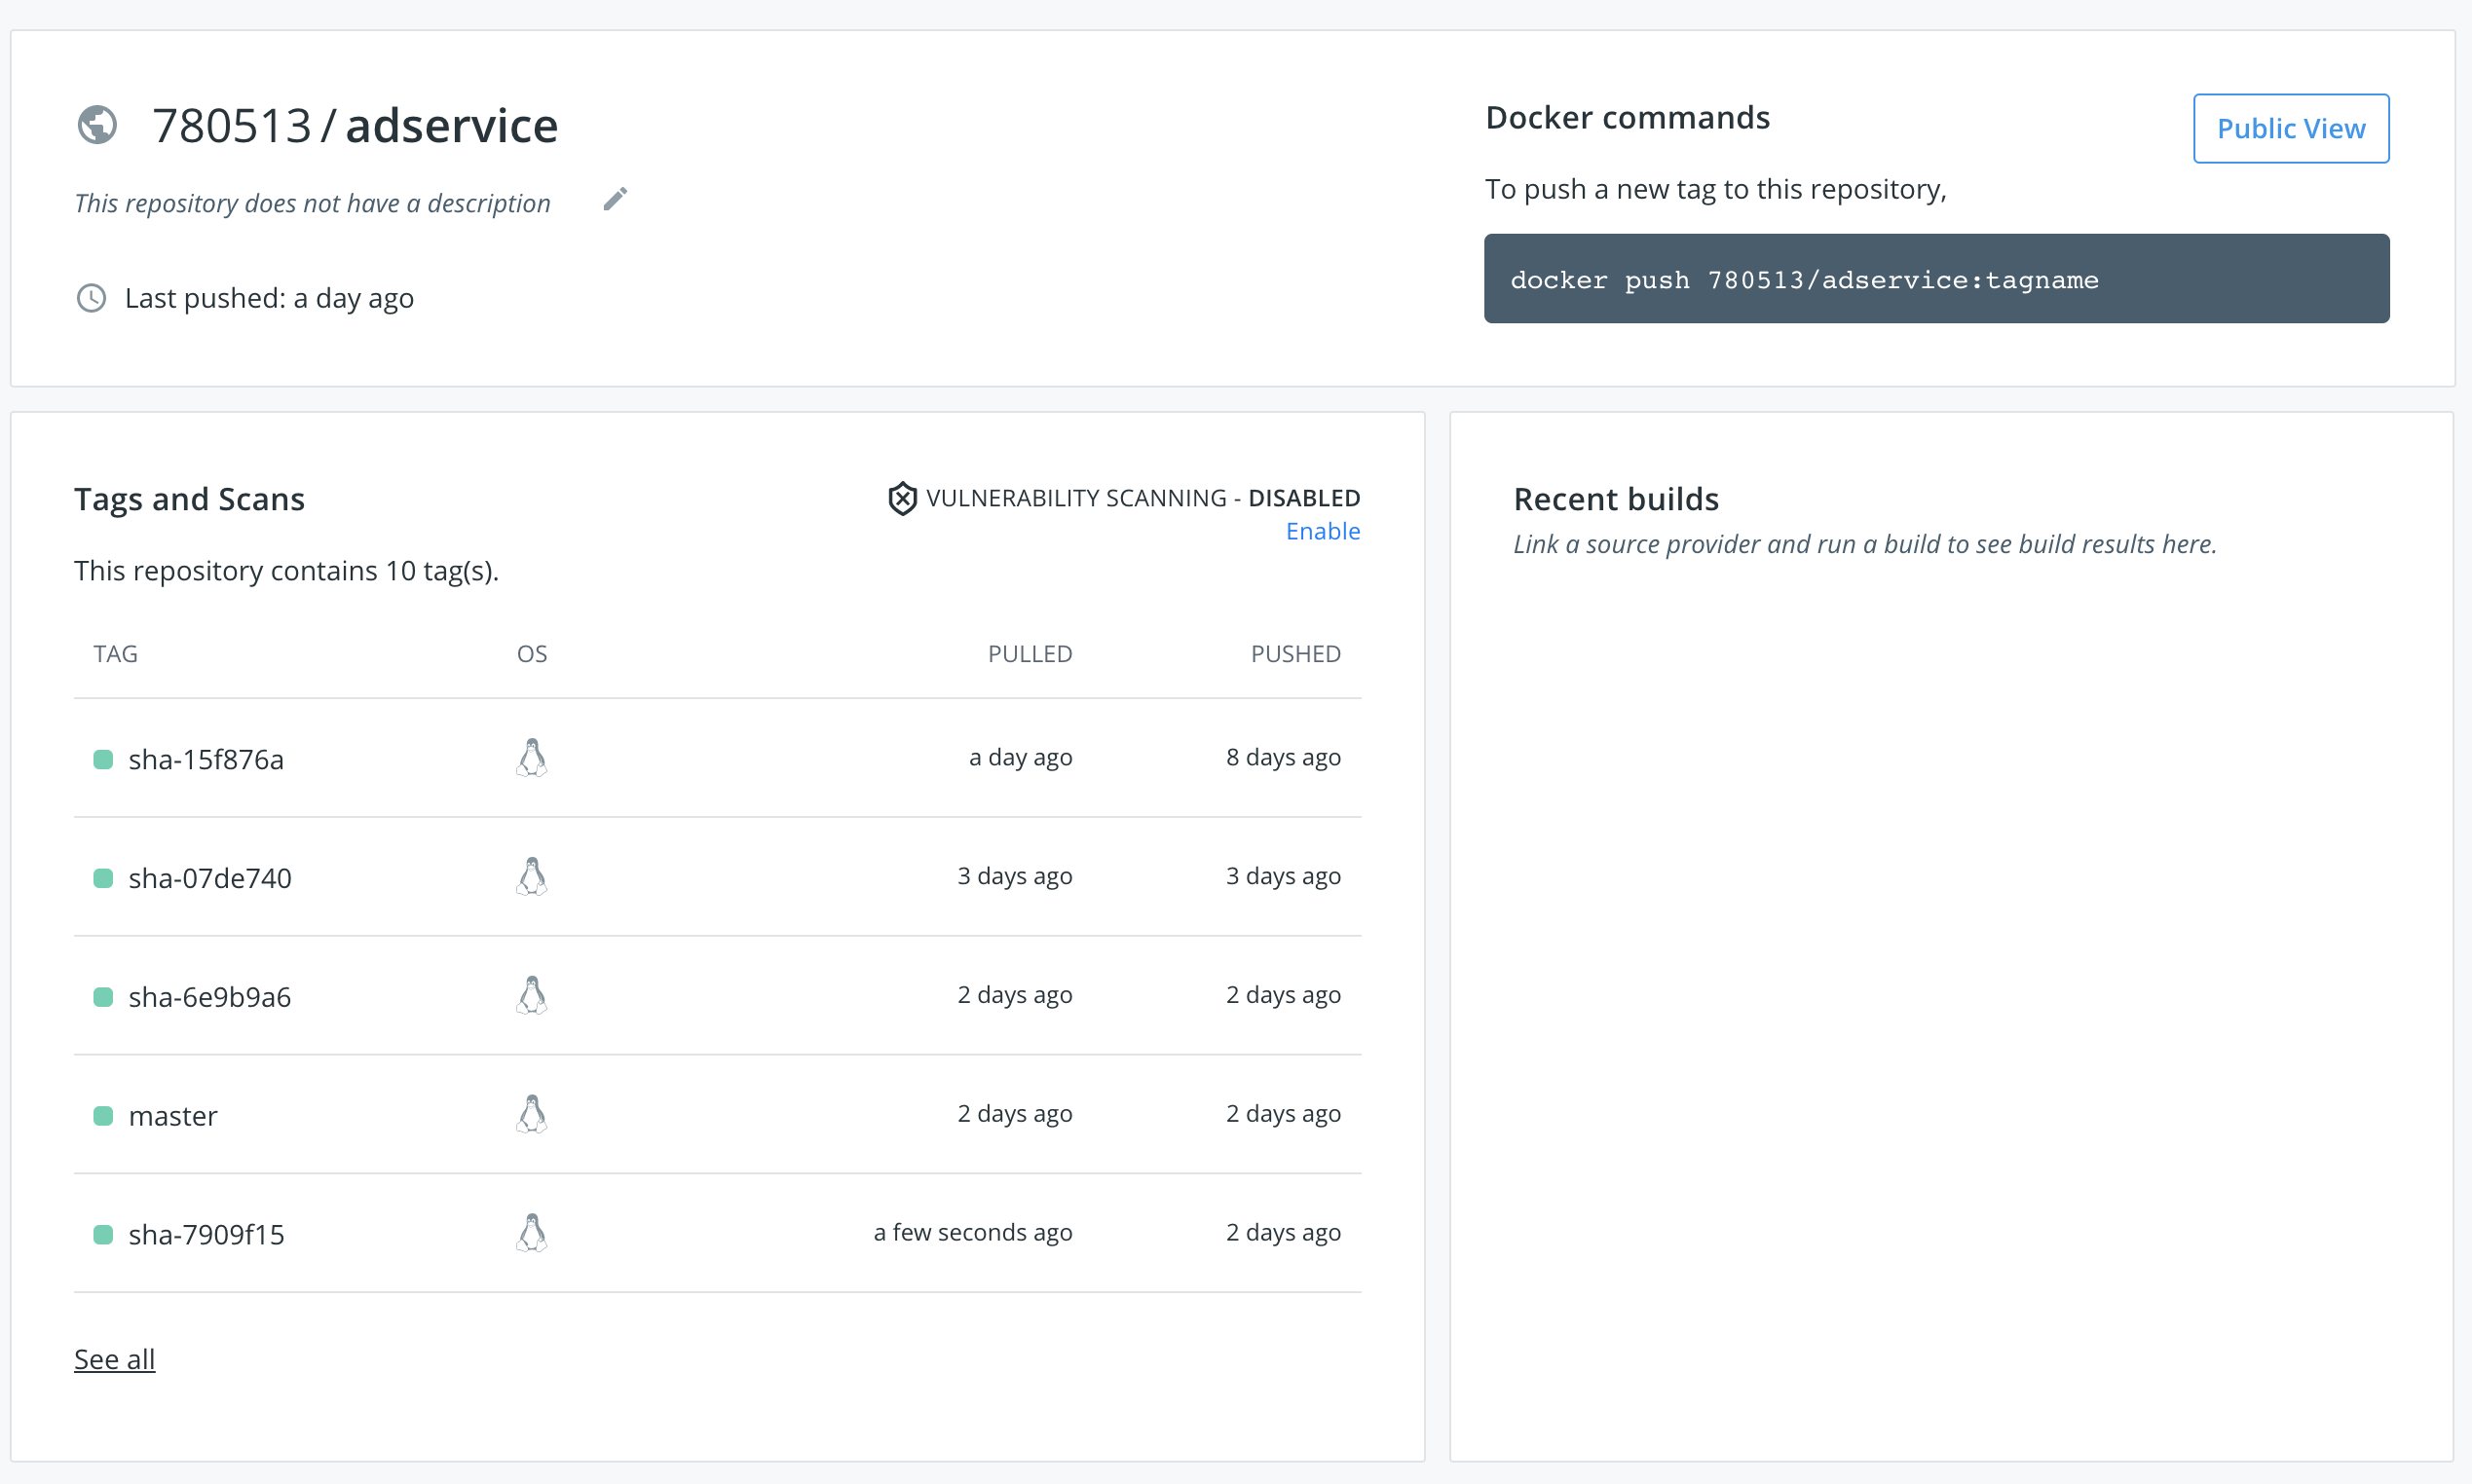 780513 / adservice
This repository does not have a description
Last pushed: a day ago
Docker commands
Public View
To push a new tag to this repository,
docker push 780513/adservice:tagname
Tags and Scans
VULNERABILITY SCANNING - DISABLED
Enable
This repository contains 10 tag(s).
TAG OS PULLED PUSHED
sha-15f876a a day ago 8 days ago
sha-07de740 3 days ago 3 days ago
sha-6e9b9a6 2 days ago 2 days ago
master 2 days ago 2 days ago
sha-7909f15 a few seconds ago 2 days ago
See all
Recent builds
Link a source provider and run a build to see build results here.